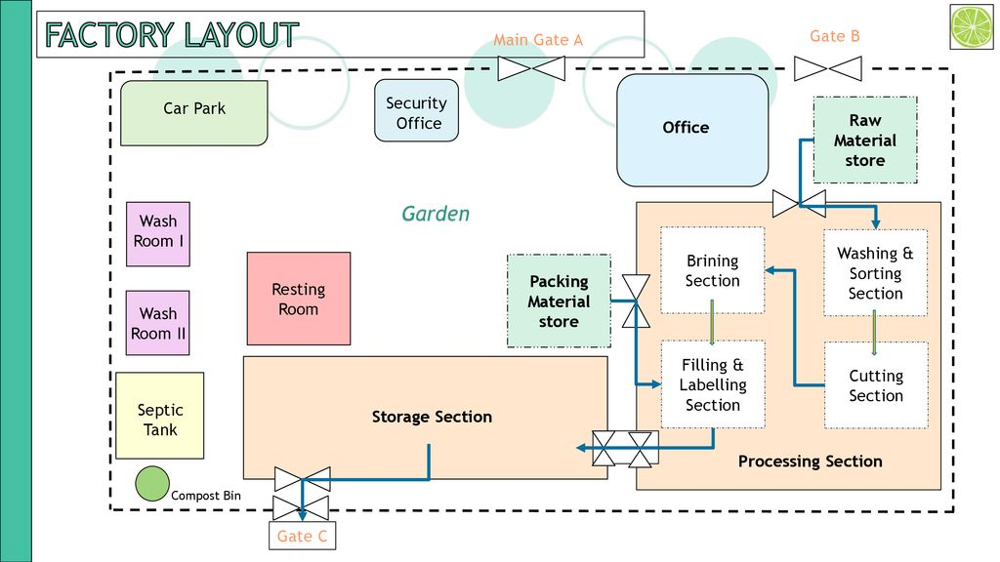 FACTORY LAYOUT
Main Gate A
Gate B
Car Park
Security
Office
Office
Raw
Material
store
Garden
Wash
Room I
Resting
Room
Packing
Material
store
Brining
Section
Washing &
Sorting
Section
Wash
Room II
Filling &
Labelling
Section
Cutting
Section
Septic
Tank
Storage Section
Processing Section
Compost Bin
Gate C